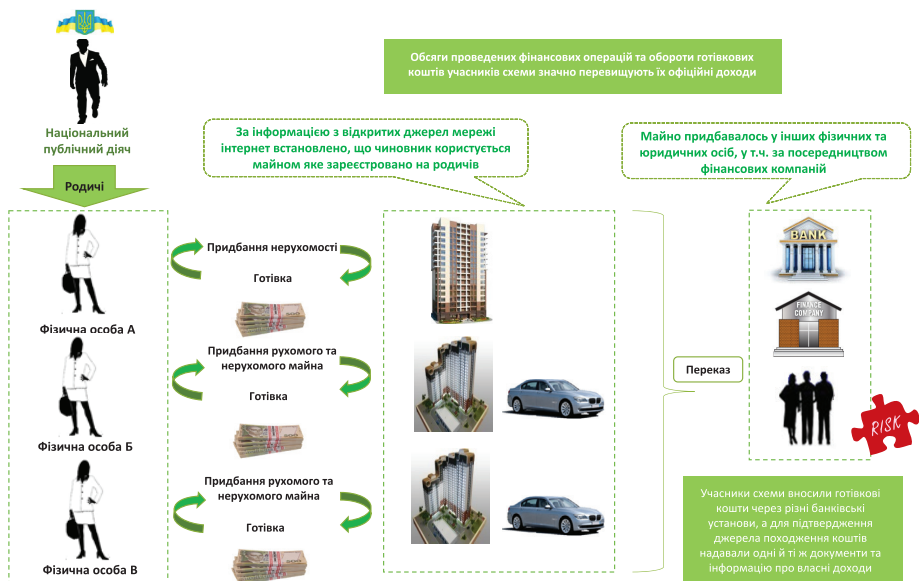 Обсяги проведених фінансових операцій та обороти готівкових
коштів учасників схеми значно перевищують їх офіційні доходи
Національний
публічний діяч
Родичі
За інформацією з відкритих джерел мережі
інтернет встановлено, що чиновник користується
майном яке зареєстровано на родичів
Майно придбавалось у інших фізичних та
юридичних осіб, у т.ч. за посередництвом
фінансових компаній
Фізична особа А
Придбання нерухомості
Готівка
Фізична особа Б
Придбання рухомого та
нерухомого майна
Готівка
Фізична особа В
Придбання рухомого та
нерухомого майна
Готівка
Переказ
BANK
FINANCE
COMPANY
RISK
Учасники схеми вносили готівкові
кошти через різні банківські
установи, а для підтвердження
джерела походження коштів
надавали одні й ті ж документи та
інформацію про власні доходи